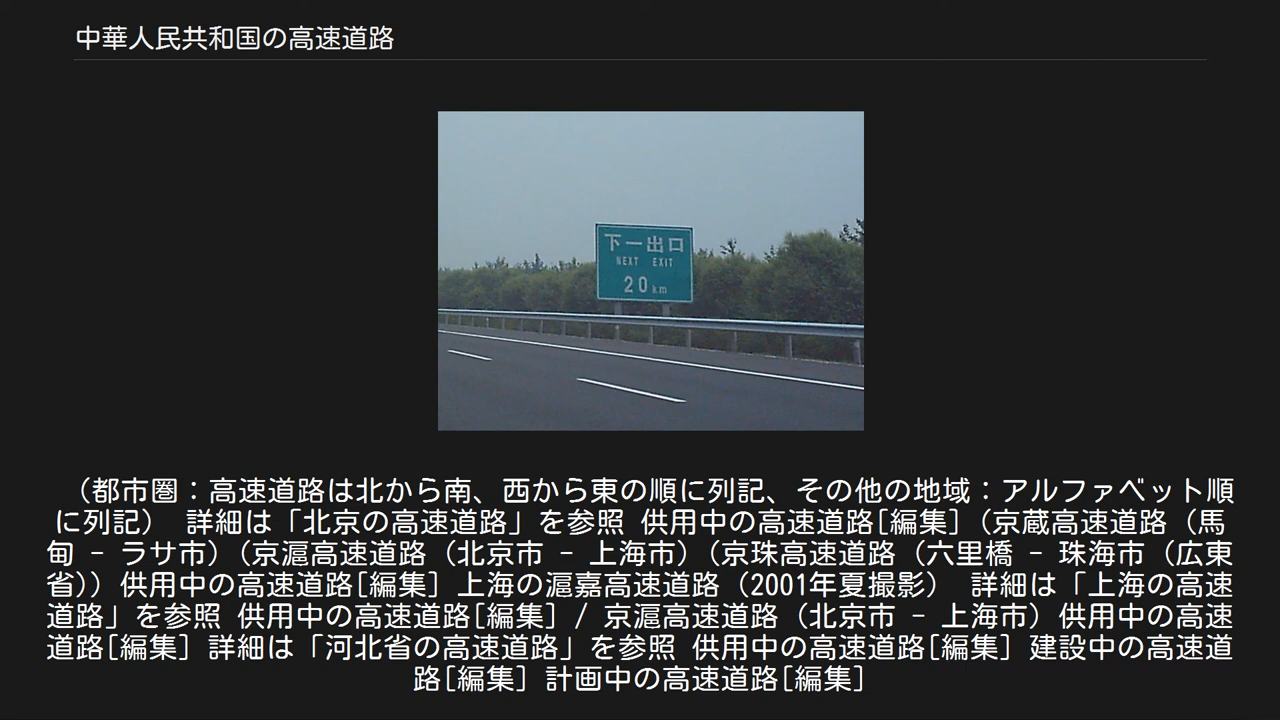 中華人民共和国の高速道路
下一出口
NEXT EXIT
20km
（都市圏：高速道路は北から南、西から東の順に列記、その他の地域：アルファベット順
に列記） 詳細は「北京の高速道路」を参照 供用中の高速道路[編集]（京蔵高速道路（馬
甸 - ラサ市）（京滬高速道路（北京市 - 上海市）（京珠高速道路（六里橋 - 珠海市（広東
省））供用中の高速道路[編集] 上海の滬嘉高速道路（2001年夏撮影） 詳細は「上海の高速
道路」を参照 供用中の高速道路[編集] / 京滬高速道路（北京市 - 上海市）供用中の高速
道路[編集] 詳細は「河北省の高速道路」を参照 供用中の高速道路[編集] 建設中の高速道
路[編集] 計画中の高速道路[編集]